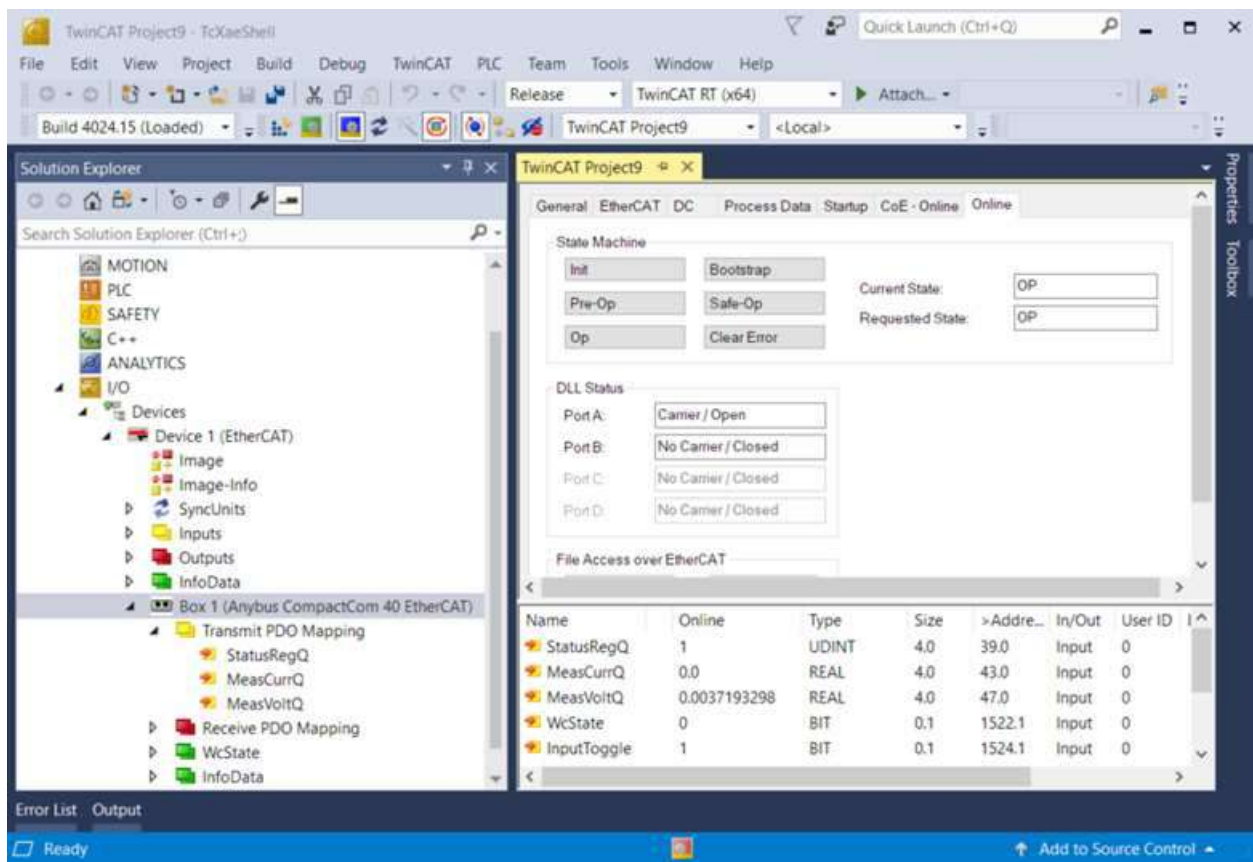 TwinCAT Project9 - TcXaeShell
Quick Launch (Ctrl+Q)
File Edit View Project Build Debug TwinCAT PLC Team Tools Window Help
Release TwinCAT RT (x64) Attach...
Build 4024.15 (Loaded) TwinCAT Project9 <Local>
Solution Explorer
Search Solution Explorer (Ctrl+;)
MOTION
PLC
SAFETY
C++
ANALYTICS
I/O
Devices
Device 1 (EtherCAT)
Image
Image-Info
SyncUnits
Inputs
Outputs
InfoData
Box 1 (Anybus CompactCom 40 EtherCAT)
Transmit PDO Mapping
StatusRegQ
MeasCurrQ
MeasVoltQ
Receive PDO Mapping
WcState
InfoData
TwinCAT Project9
General EtherCAT DC Process Data Startup CoE - Online Online
State Machine
Init Bootstrap
Pre-Op Safe-Op
Op Clear Error
Current State: OP
Requested State: OP
DLL Status
Port A: Carrier / Open
Port B: No Carrier / Closed
Port C: No Carrier / Closed
Port D: No Carrier / Closed
File Access over EtherCAT
Name Online Type Size >Addre... In/Out User ID
StatusRegQ 1 UDINT 4.0 39.0 Input 0
MeasCurrQ 0.0 REAL 4.0 43.0 Input 0
MeasVoltQ 0.0037193298 REAL 4.0 47.0 Input 0
WcState 0 BIT 0.1 1522.1 Input 0
InputToggle 1 BIT 0.1 1524.1 Input 0
Properties
Toolbox
Error List Output
Ready
Add to Source Control